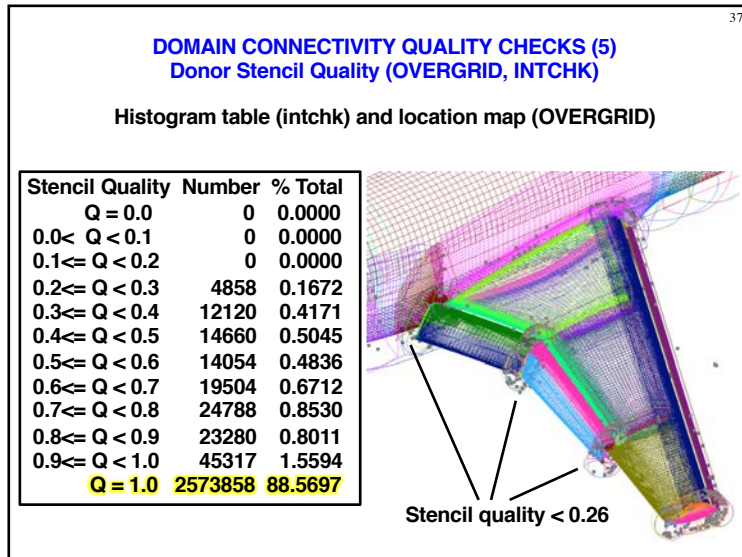 37
DOMAIN CONNECTIVITY QUALITY CHECKS (5)
Donor Stencil Quality (OVERGRID, INTCHK)
Histogram table (intchk) and location map (OVERGRID)
Stencil Quality Number % Total
Q = 0.0 0 0.0000
0.0< Q < 0.1 0 0.0000
0.1<= Q < 0.2 0 0.0000
0.2<= Q < 0.3 4858 0.1672
0.3<= Q < 0.4 12120 0.4171
0.4<= Q < 0.5 14660 0.5045
0.5<= Q < 0.6 14054 0.4836
0.6<= Q < 0.7 19504 0.6712
0.7<= Q < 0.8 24788 0.8530
0.8<= Q < 0.9 23280 0.8011
0.9<= Q < 1.0 45317 1.5594
Q = 1.0 2573858 88.5697
Stencil quality < 0.26